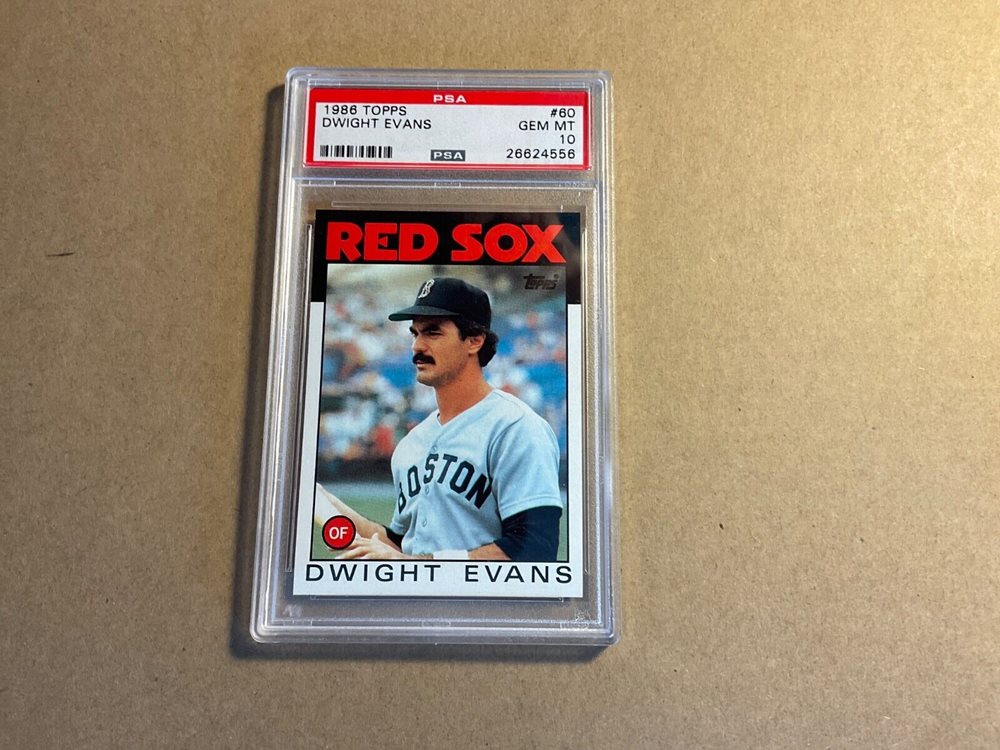 PSA
1986 TOPPS #60
DWIGHT EVANS GEM MT
10
PSA 26624556
RED SOX
Topps
B
BOSTON
OF
DWIGHT EVANS